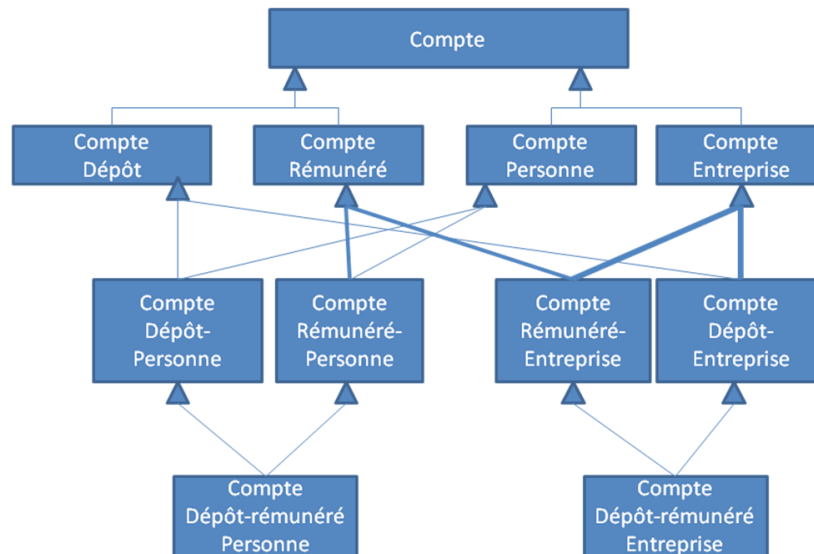 Compte
Compte
Dépôt
Compte
Rémunéré
Compte
Personne
Compte
Entreprise
Compte
Dépôt-
Personne
Compte
Rémunéré-
Personne
Compte
Rémunéré-
Entreprise
Compte
Dépôt-
Entreprise
Compte
Dépôt-rémunéré
Personne
Compte
Dépôt-rémunéré
Entreprise